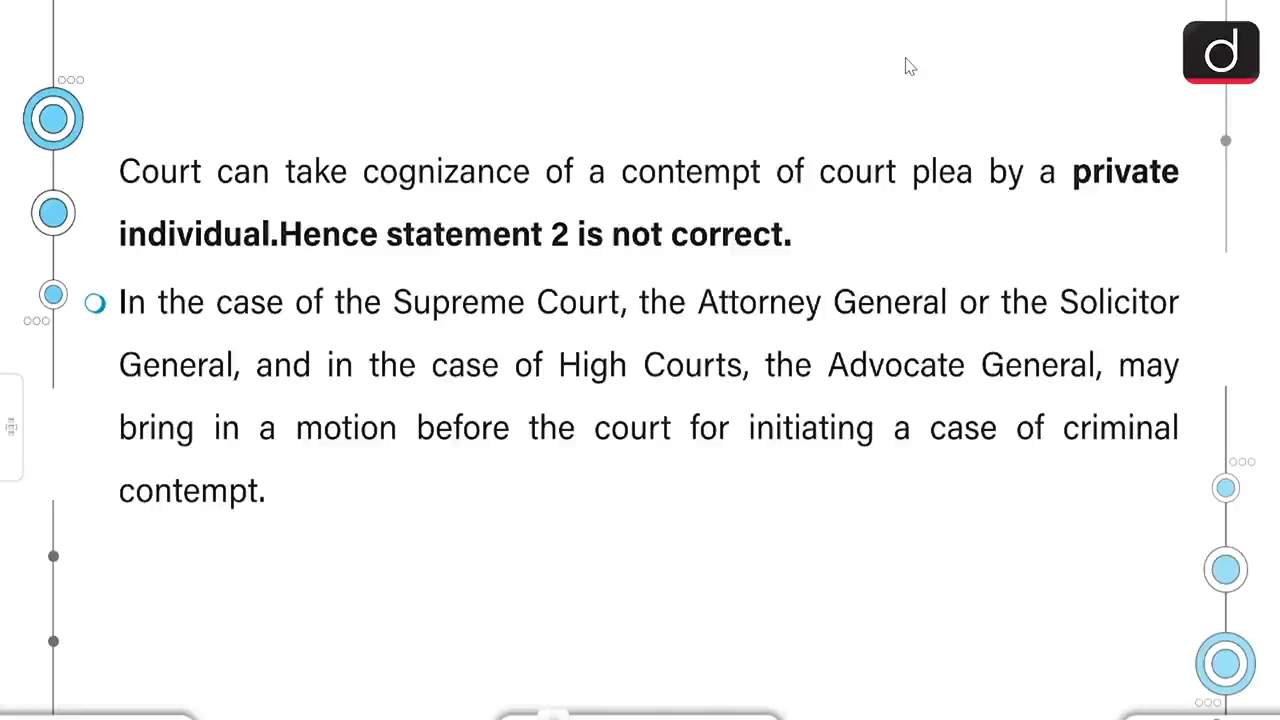 d
Court can take cognizance of a contempt of court plea by a private
individual.Hence statement 2 is not correct.
In the case of the Supreme Court, the Attorney General or the Solicitor
General, and in the case of High Courts, the Advocate General, may
bring in a motion before the court for initiating a case of criminal
contempt.